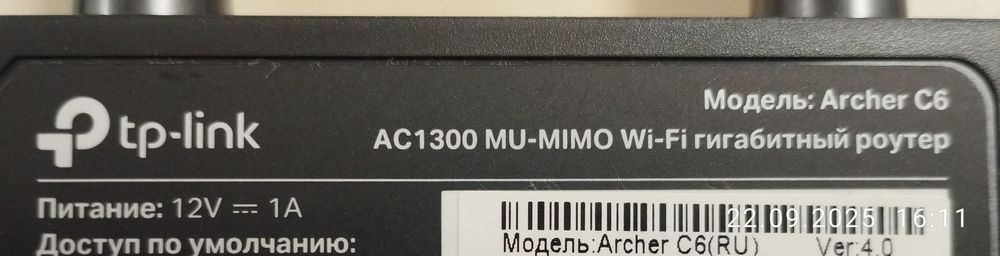 tp-link
Модель: Archer C6
AC1300 MU-MIMO Wi-Fi гигабитный роутер
Питание: 12V ⎓ 1A
Доступ по умолчанию:
22.09.2025 16:11
Модель:Archer C6(RU) Ver:4.0